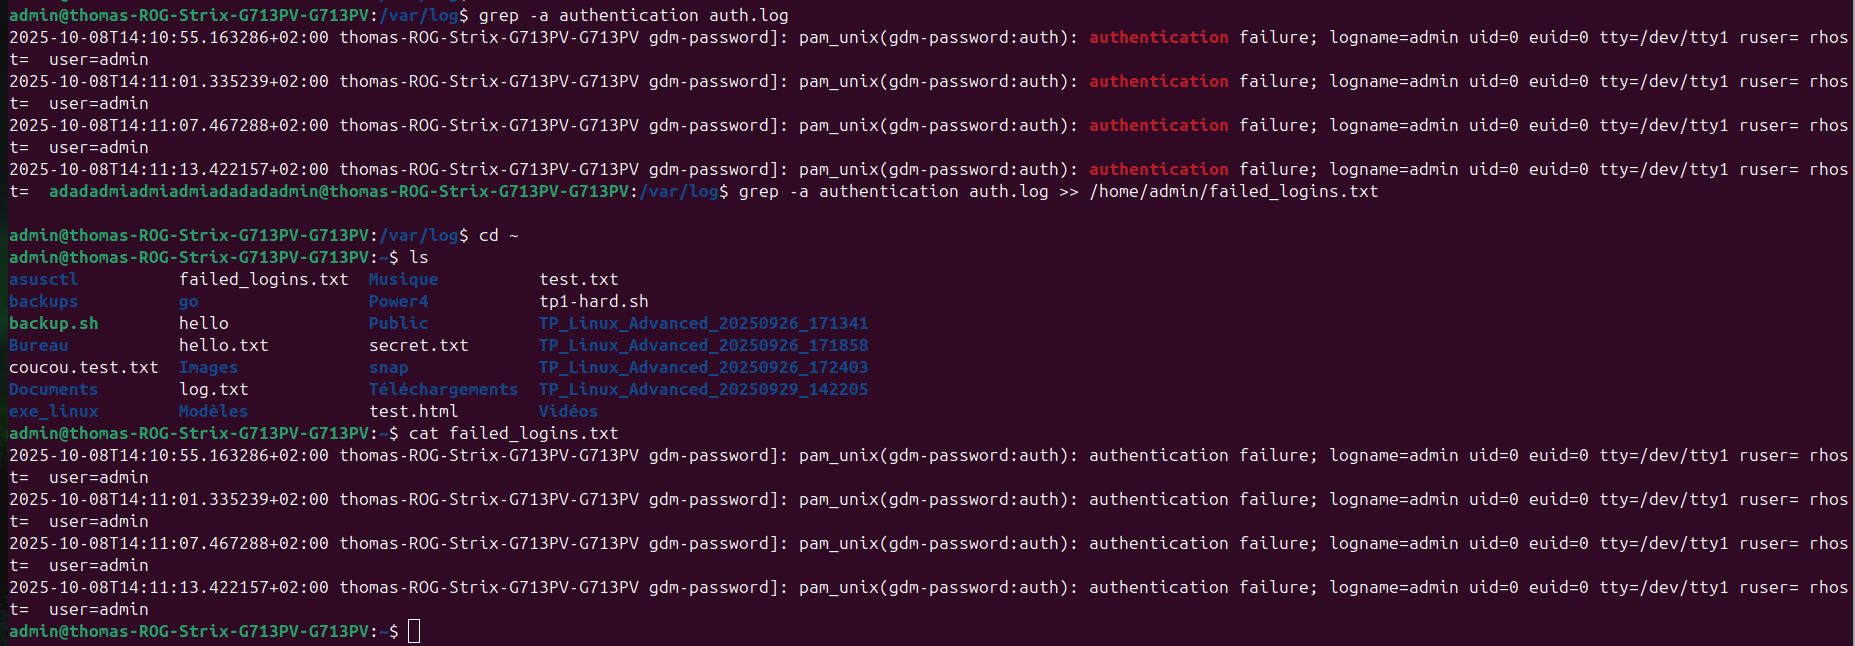 admin@thomas-ROG-Strix-G713PV-G713PV:/var/log$ grep -a authentication auth.log
2025-10-08T14:10:55.163286+02:00 thomas-ROG-Strix-G713PV-G713PV gdm-password]: pam_unix(gdm-password:auth): authentication failure; logname=admin uid=0 euid=0 tty=/dev/tty1 ruser= rhos
t=  user=admin
2025-10-08T14:11:01.335239+02:00 thomas-ROG-Strix-G713PV-G713PV gdm-password]: pam_unix(gdm-password:auth): authentication failure; logname=admin uid=0 euid=0 tty=/dev/tty1 ruser= rhos
t=  user=admin
2025-10-08T14:11:07.467288+02:00 thomas-ROG-Strix-G713PV-G713PV gdm-password]: pam_unix(gdm-password:auth): authentication failure; logname=admin uid=0 euid=0 tty=/dev/tty1 ruser= rhos
t=  user=admin
2025-10-08T14:11:13.422157+02:00 thomas-ROG-Strix-G713PV-G713PV gdm-password]: pam_unix(gdm-password:auth): authentication failure; logname=admin uid=0 euid=0 tty=/dev/tty1 ruser= rhos
t=  adadadmiadmiadmiadadadadmin@thomas-ROG-Strix-G713PV-G713PV:/var/log$ grep -a authentication auth.log >> /home/admin/failed_logins.txt
admin@thomas-ROG-Strix-G713PV-G713PV:/var/log$ cd ~
admin@thomas-ROG-Strix-G713PV-G713PV:~$ ls
asusctl          failed_logins.txt  Musique          test.txt
backups          go                 Power4           tp1-hard.sh
backup.sh        hello              Public           TP_Linux_Advanced_20250926_171341
Bureau           hello.txt          secret.txt       TP_Linux_Advanced_20250926_171858
coucou.test.txt  Images             snap             TP_Linux_Advanced_20250926_172403
Documents        log.txt            Téléchargements  TP_Linux_Advanced_20250929_142205
exe_linux        Modèles            test.html        Vidéos
admin@thomas-ROG-Strix-G713PV-G713PV:~$ cat failed_logins.txt
2025-10-08T14:10:55.163286+02:00 thomas-ROG-Strix-G713PV-G713PV gdm-password]: pam_unix(gdm-password:auth): authentication failure; logname=admin uid=0 euid=0 tty=/dev/tty1 ruser= rhos
t=  user=admin
2025-10-08T14:11:01.335239+02:00 thomas-ROG-Strix-G713PV-G713PV gdm-password]: pam_unix(gdm-password:auth): authentication failure; logname=admin uid=0 euid=0 tty=/dev/tty1 ruser= rhos
t=  user=admin
2025-10-08T14:11:07.467288+02:00 thomas-ROG-Strix-G713PV-G713PV gdm-password]: pam_unix(gdm-password:auth): authentication failure; logname=admin uid=0 euid=0 tty=/dev/tty1 ruser= rhos
t=  user=admin
2025-10-08T14:11:13.422157+02:00 thomas-ROG-Strix-G713PV-G713PV gdm-password]: pam_unix(gdm-password:auth): authentication failure; logname=admin uid=0 euid=0 tty=/dev/tty1 ruser= rhos
t=  user=admin
admin@thomas-ROG-Strix-G713PV-G713PV:~$